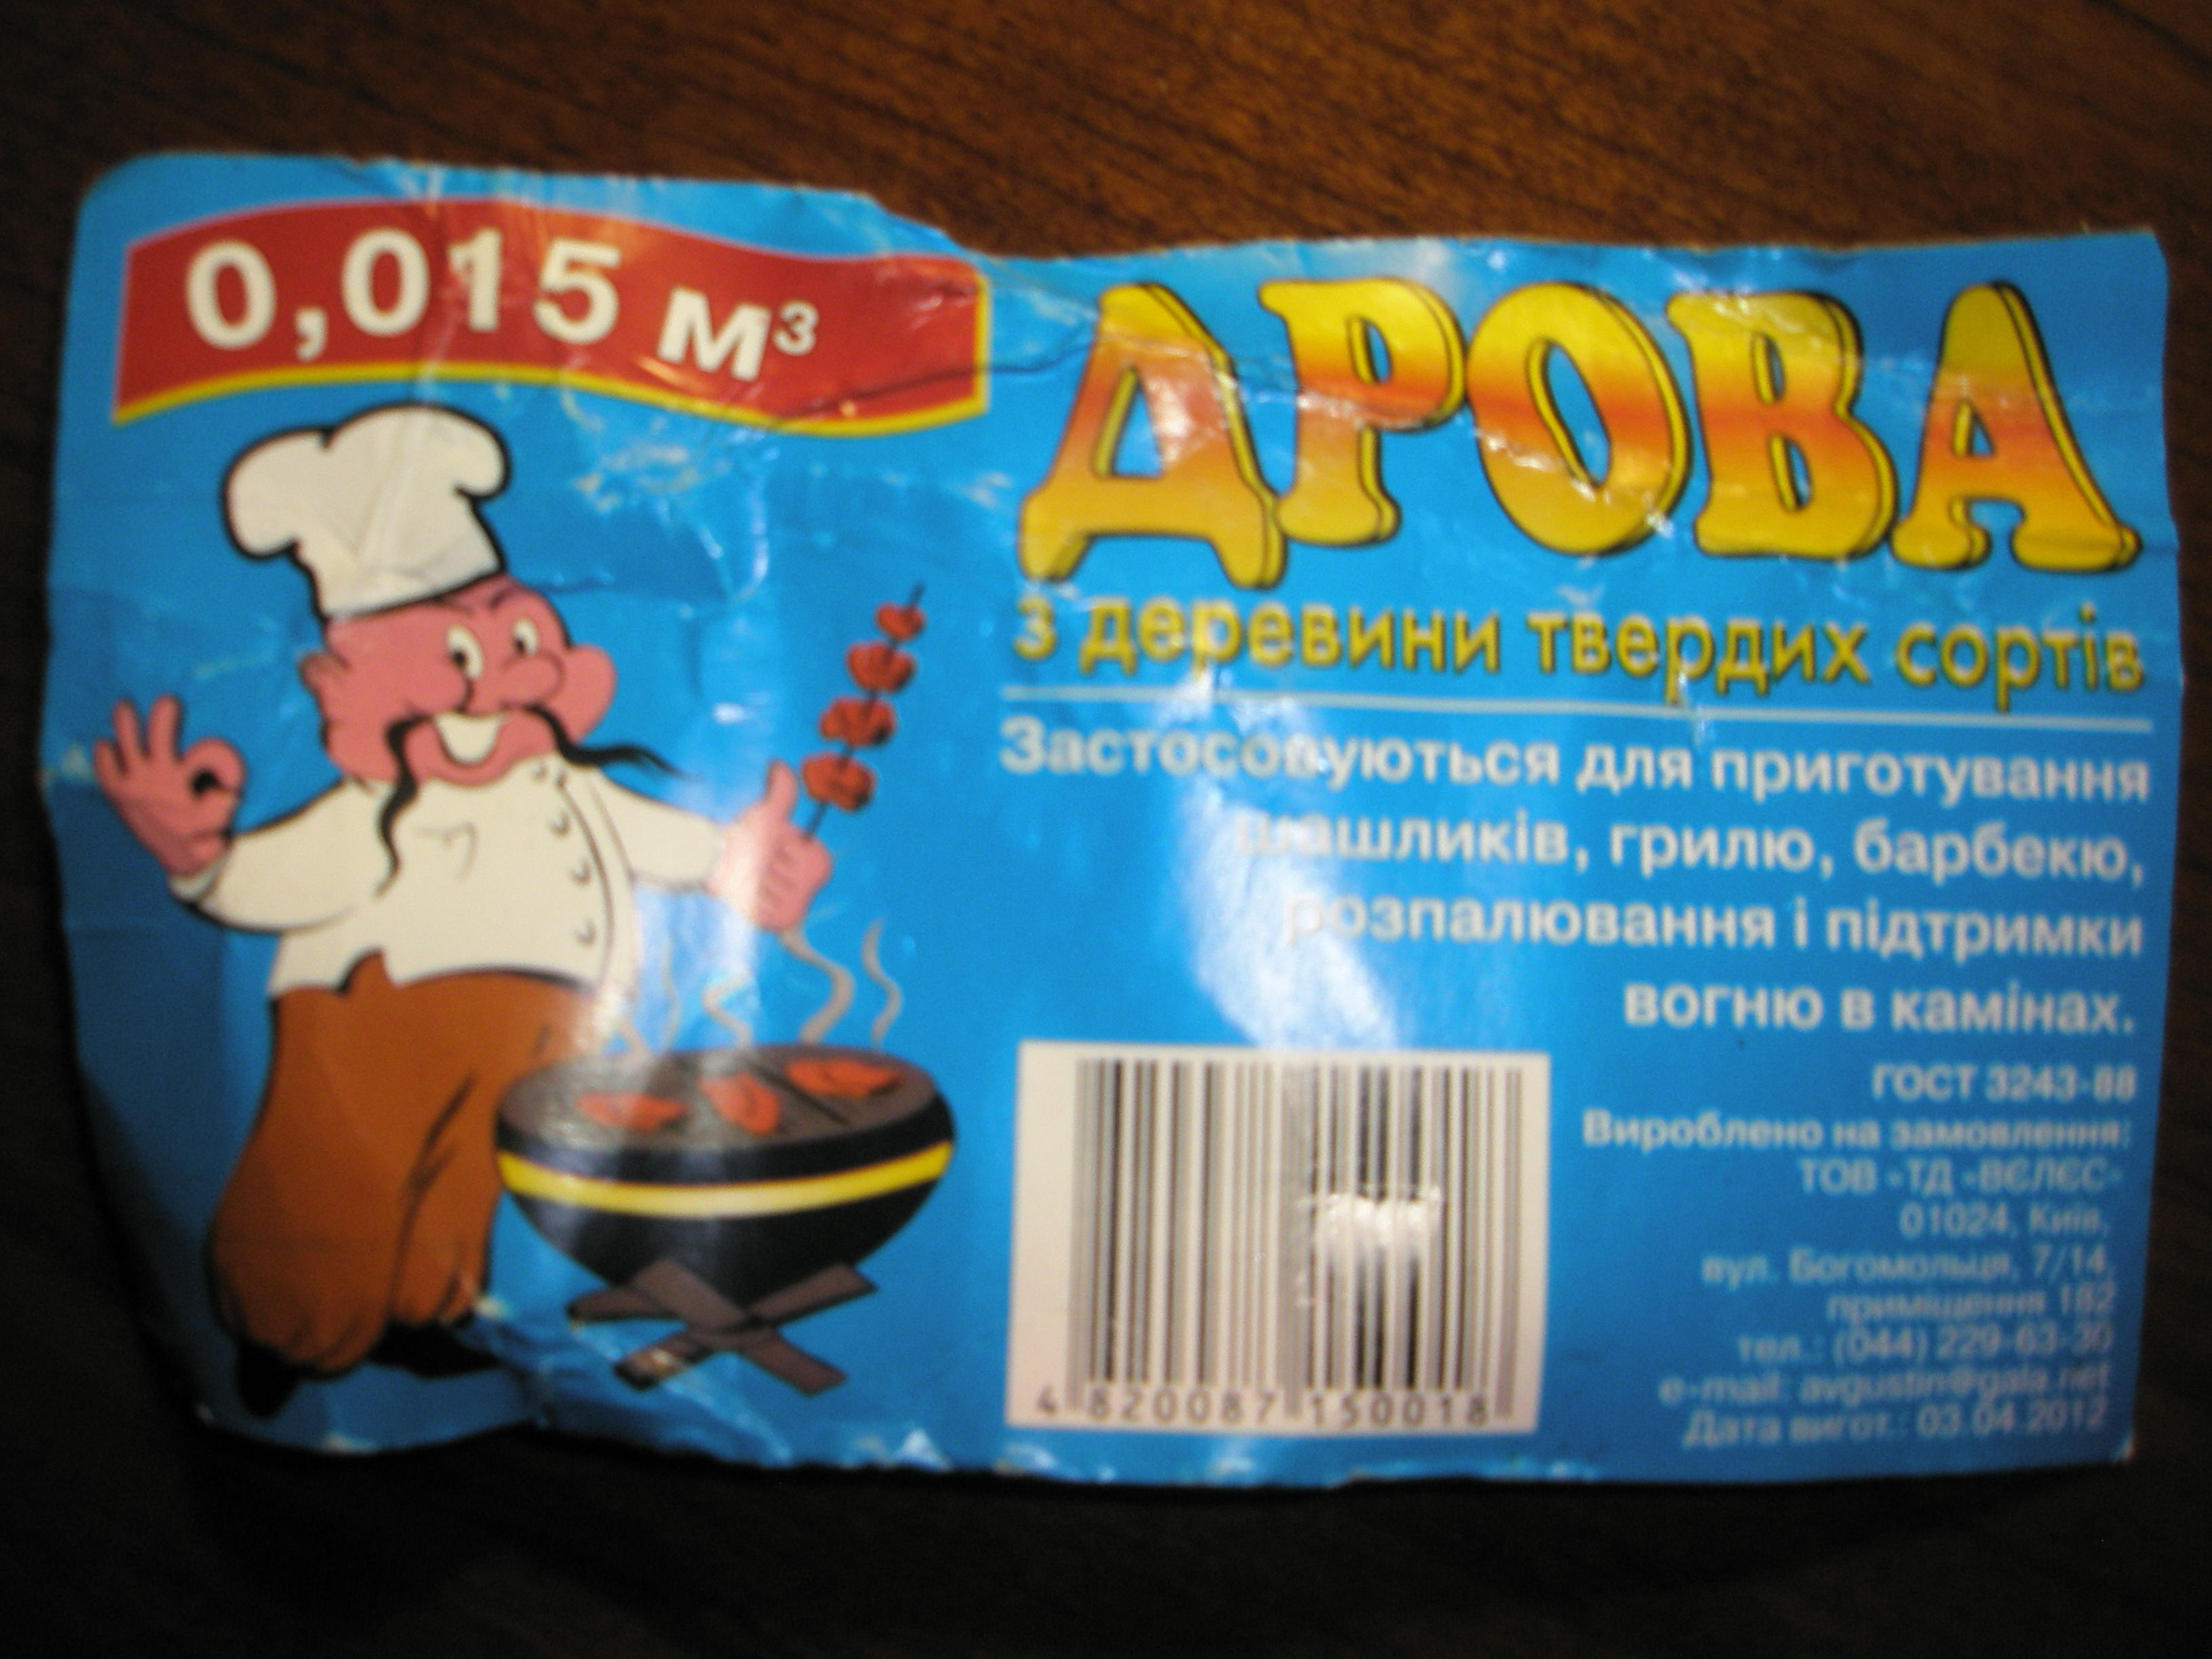 0,015 м³
ДРОВА
з деревини твердих сортів
Застосовуються для приготування
шашликів, грилю, барбекю,
розпалювання і підтримки
вогню в камінах.
ГОСТ 3243-88
Вироблено на замовлення:
ТОВ «ТД «ВЄЛЄС»
01024, Київ,
вул. Богомольця, 7/14,
приміщення 182
тел.: (044) 229-63-30
e-mail: avgustin@gala.net
Дата вигот.: 03.04.2012
4 820087 150018